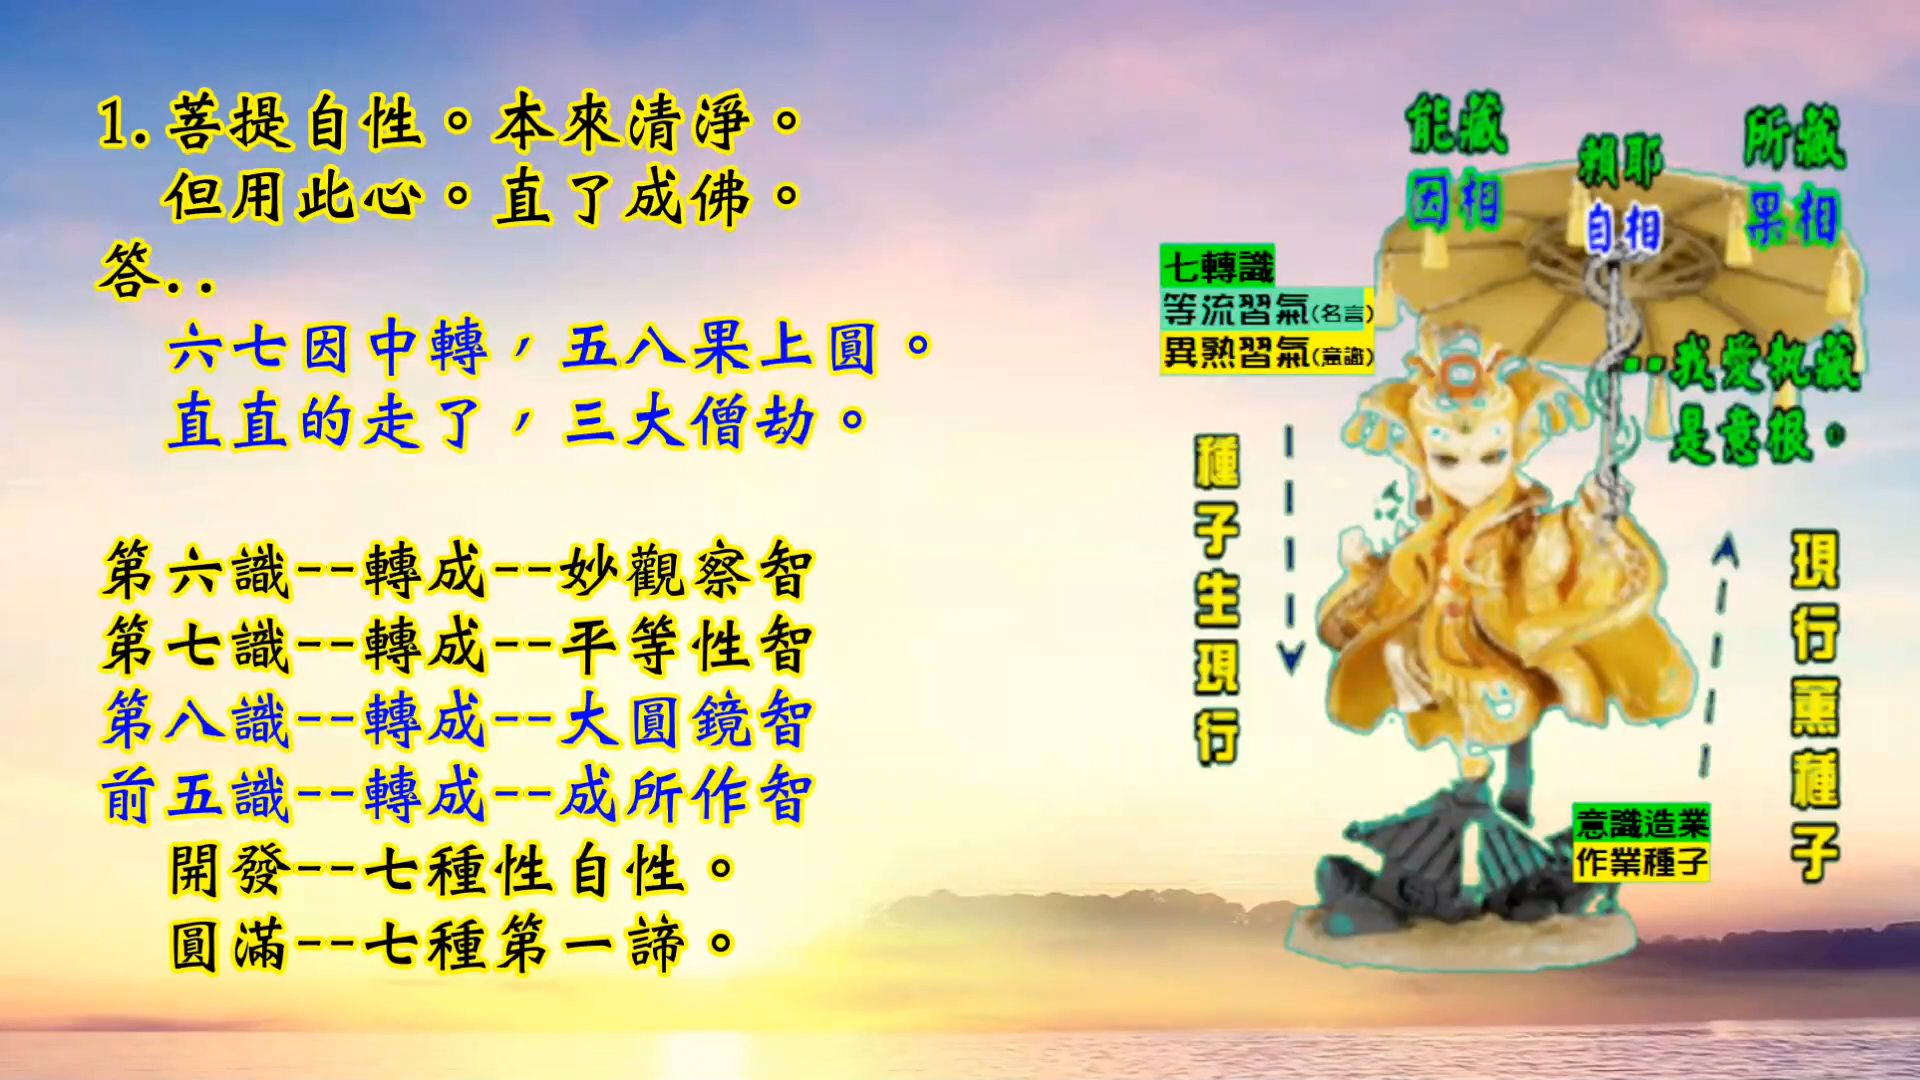 1.菩提自性。本來清淨。
但用此心。直了成佛。
答..
六七因中轉，五八果上圓。
直直的走了，三大僧劫。
第六識--轉成--妙觀察智
第七識--轉成--平等性智
第八識--轉成--大圓鏡智
前五識--轉成--成所作智
開發--七種性自性。
圓滿--七種第一諦。
能藏
因相
賴耶
自相
所藏
果相
七轉識
等流習氣(名言)
異熟習氣(意識)
--我愛執藏
是意根。
種子生現行
現行薰種子
意識造業
作業種子